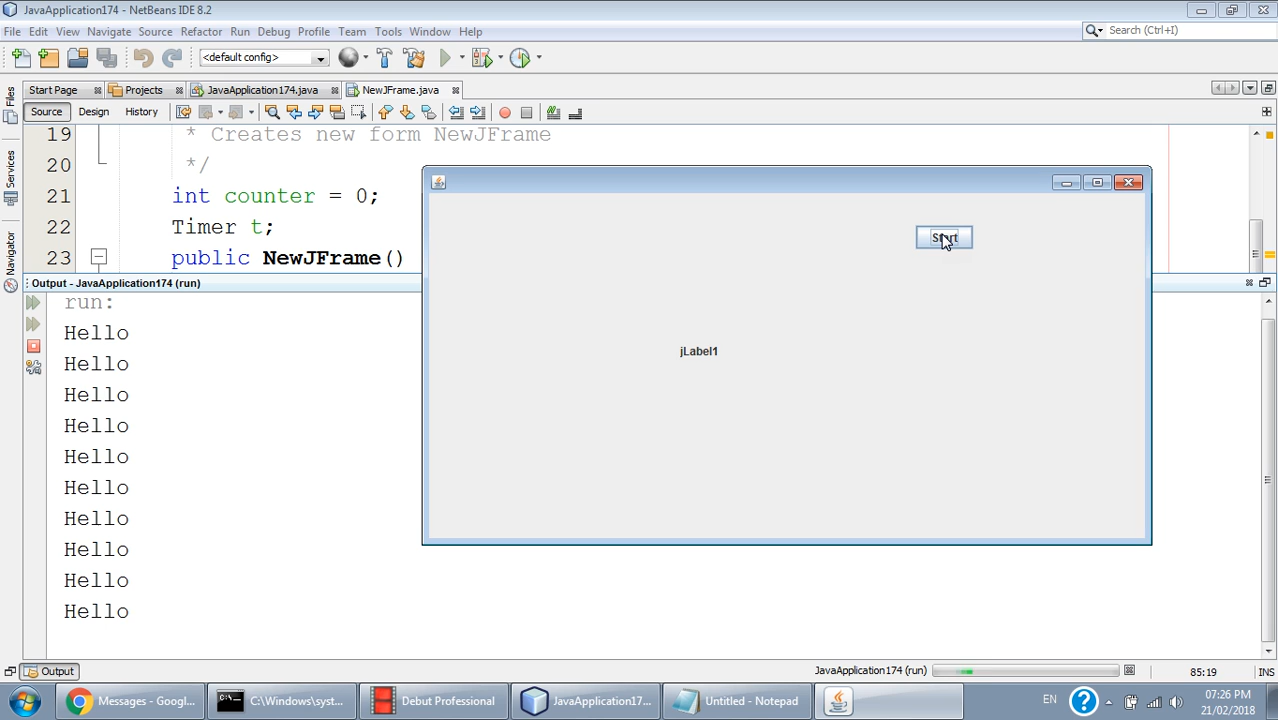 JavaApplication174 - NetBeans IDE 8.2
File Edit View Navigate Source Refactor Run Debug Profile Team Tools Window Help
Search (Ctrl+I)
<default config>
Start Page Projects JavaApplication174.java NewJFrame.java
Source Design History
Files
Services
Navigator
19 * Creates new form NewJFrame
20 */
21 int counter = 0;
22 Timer t;
23 public NewJFrame()
Start
jLabel1
Output - JavaApplication174 (run)
run:
Hello
Hello
Hello
Hello
Hello
Hello
Hello
Hello
Hello
Hello
Output
JavaApplication174 (run)
85:19
INS
Messages - Googl...
C:\Windows\syst...
Debut Professional
JavaApplication17...
Untitled - Notepad
EN
07:26 PM
21/02/2018